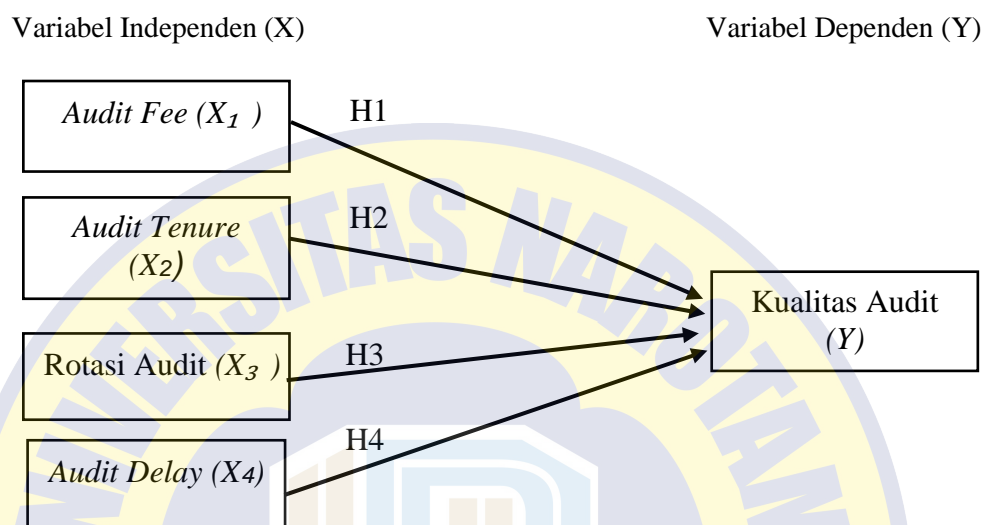 Variabel Independen (X)
Variabel Dependen (Y)
Audit Fee (X₁ )
H1
Audit Tenure
(X2)
H2
Kualitas Audit
(Y)
Rotasi Audit (X₃ )
H3
Audit Delay (X4)
H4